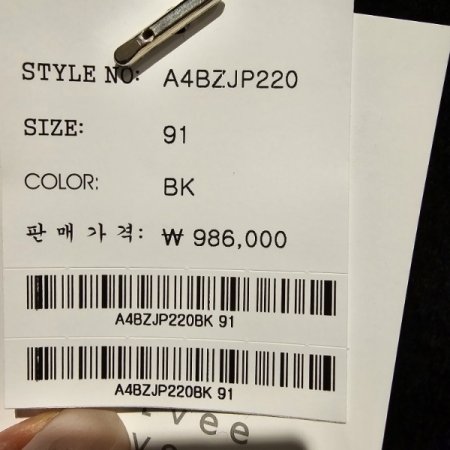 STYLE NO: A4BZJP220
SIZE: 91
COLOR: BK
판매가격: ₩ 986,000
A4BZJP220BK 91
A4BZJP220BK 91